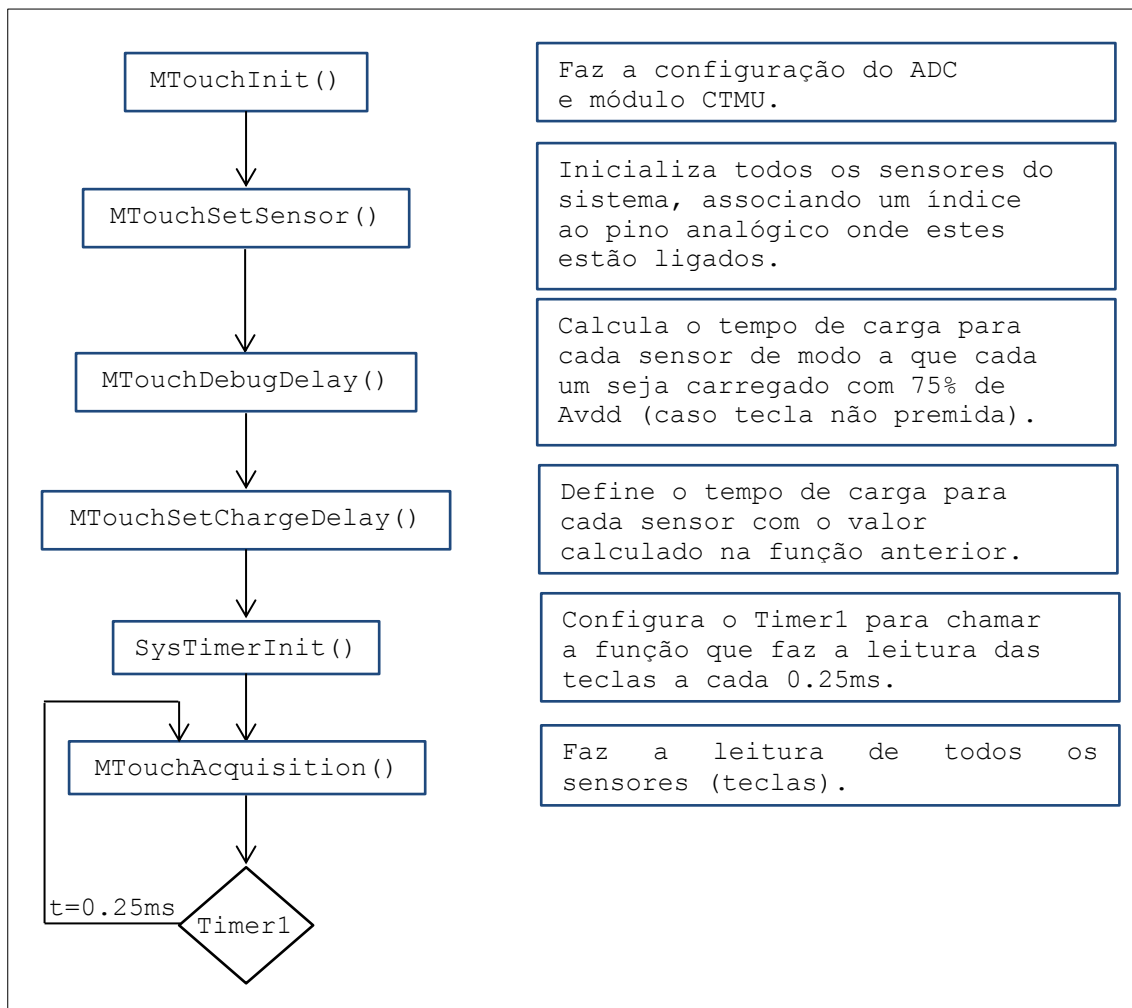 MTouchInit()
Faz a configuração do ADC
e módulo CTMU.
MTouchSetSensor()
Inicializa todos os sensores do
sistema, associando um índice
ao pino analógico onde estes
estão ligados.
MTouchDebugDelay()
Calcula o tempo de carga para
cada sensor de modo a que cada
um seja carregado com 75% de
Avdd (caso tecla não premida).
MTouchSetChargeDelay()
Define o tempo de carga para
cada sensor com o valor
calculado na função anterior.
SysTimerInit()
Configura o Timer1 para chamar
a função que faz a leitura das
teclas a cada 0.25ms.
MTouchAcquisition()
Faz a leitura de todos os
sensores (teclas).
t=0.25ms
Timer1